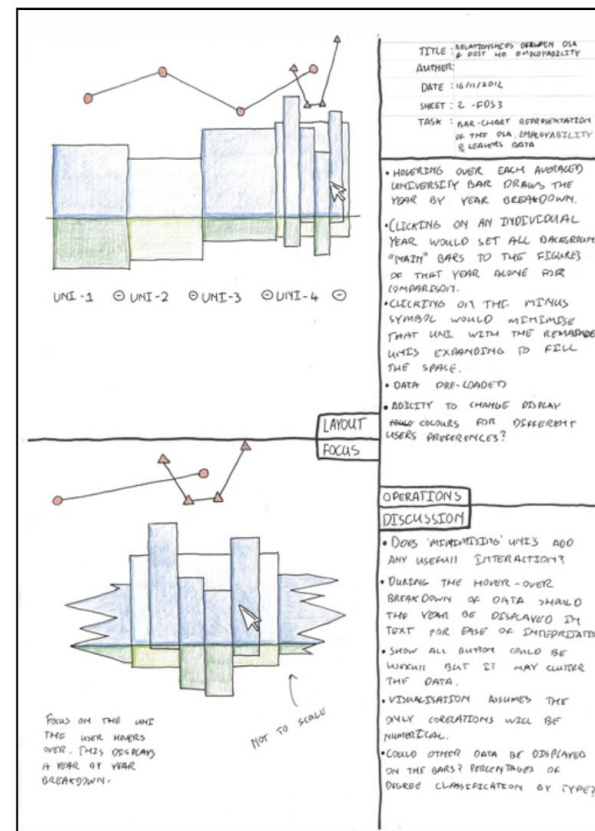 TITLE : RELATIONSHIPS BETWEEN OSA
& POST HE EMPLOYABILITY
AUTHOR:
DATE : 16/11/2012
SHEET : 2 - FDS3
TASK : BAR-CHART REPRESENTATION
OF THE OSA, EMPLOYABILITY
& LEAVERS DATA
• HOVERING OVER EACH AVERAGED
UNIVERSITY BAR DRAWS THE
YEAR BY YEAR BREAKDOWN.
• CLICKING ON AN INDIVIDUAL
YEAR WOULD SET ALL BACKGROUND
"MAIN" BARS TO THE FIGURES
OF THAT YEAR ALONE FOR
COMPARISON.
• CLICKING ON THE MINUS
SYMBOL WOULD MINIMISE
THAT UNI WITH THE
UNIS EXPANDING TO FILL
THE SPACE.
• DATA PRE-LOADED
• ABILITY TO CHANGE DISPLAY
COLOURS FOR DIFFERENT
USERS PREFERENCES?
UNI-1 ⊖ UNI-2 ⊖ UNI-3 ⊖ UNI-4 ⊖
LAYOUT
FOCUS
OPERATIONS
DISCUSSION
• DOES 'MINIMISING' UNI'S ADD
ANY USEFULL INTERACTION?
• DURING THE HOVER-OVER
BREAKDOWN OF DATA SHOULD
THE YEAR BE DISPLAYED IN
TEXT FOR EASE OF
• SHOW ALL BUTTON COULD BE
USEFULL BUT IT MAY CLUTTER
THE DATA.
• VISUALISATION ASSUMES THE
ONLY CORELATIONS WILL BE
NUMERICAL.
• COULD OTHER DATA BE DISPLAYED
ON THE BARS? PERCENTAGES OF
DEGREE CLASSIFICATION BY TYPE?
NOT TO SCALE
FOCUS ON THE UNI
THE USER HOVERS
OVER. THIS DISPLAYS
A YEAR BY YEAR
BREAKDOWN.